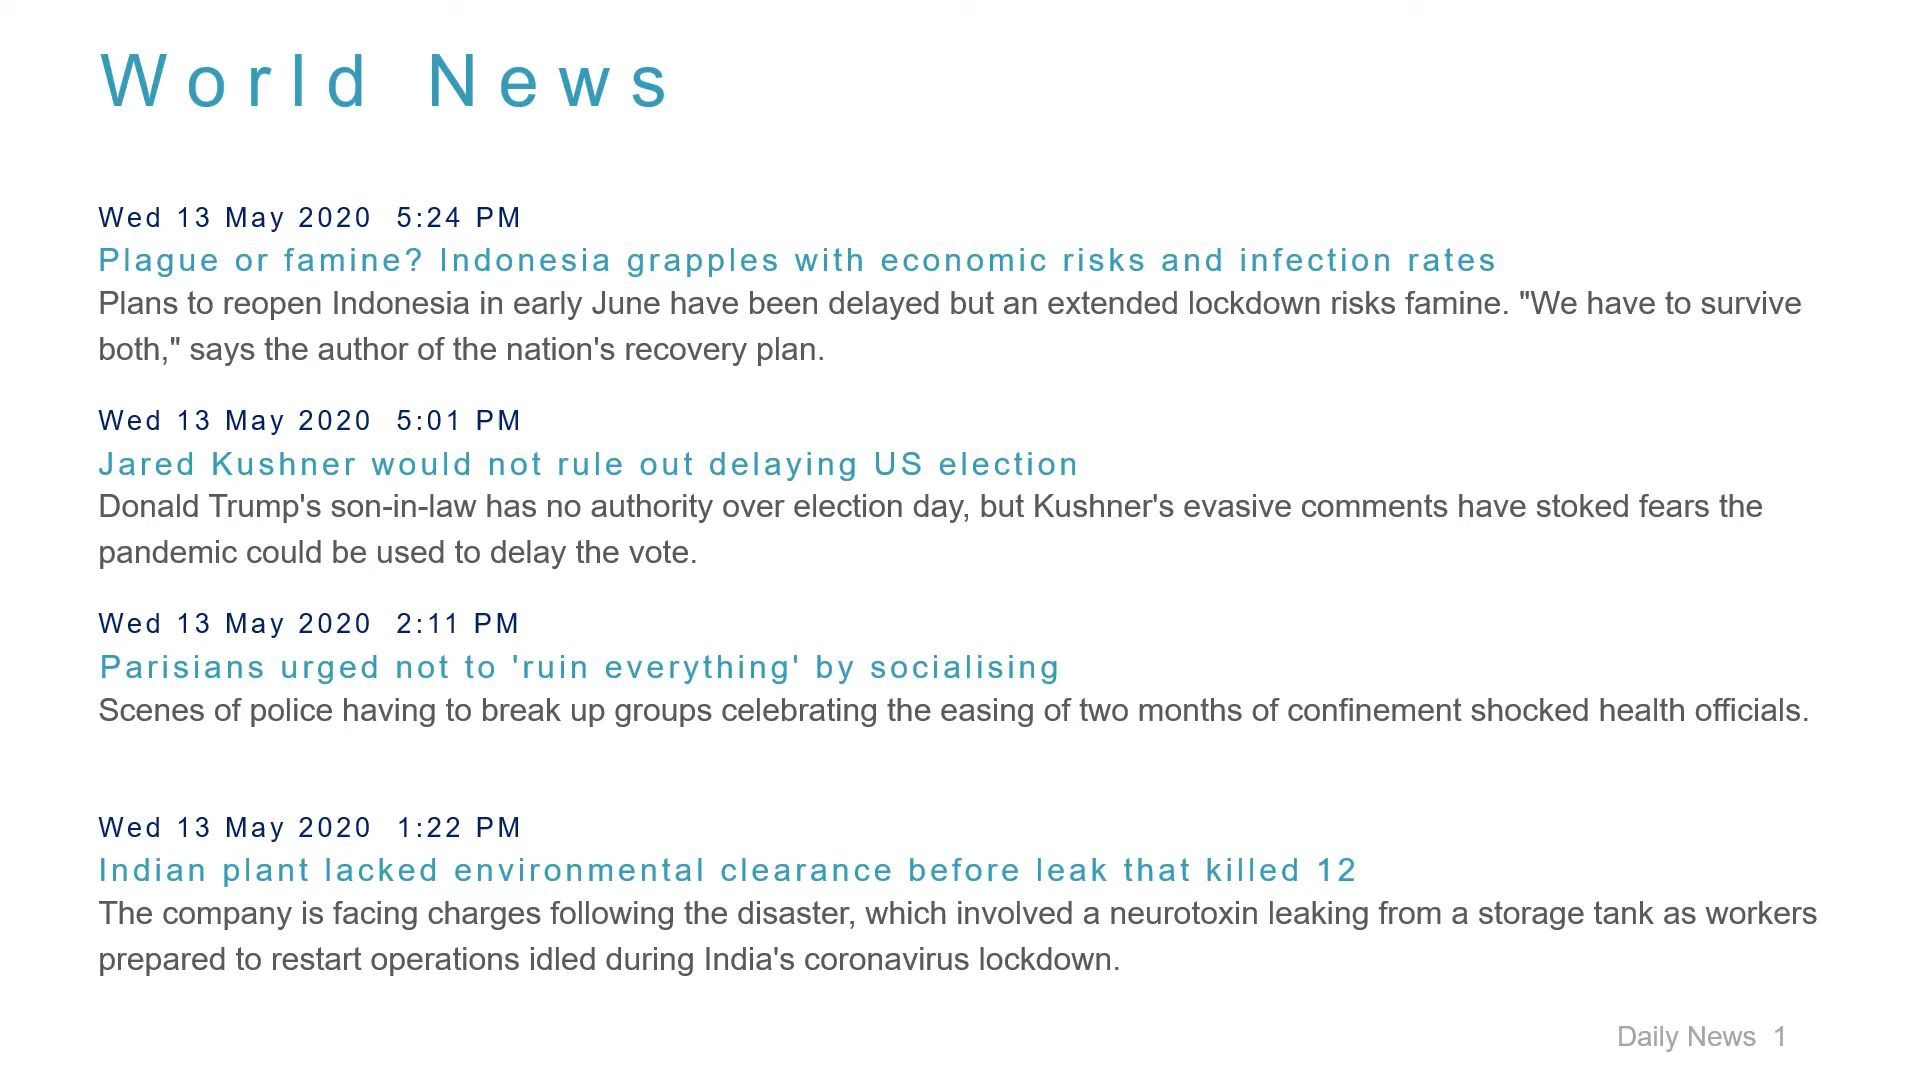 World News
Wed 13 May 2020 5:24 PM
Plague or famine? Indonesia grapples with economic risks and infection rates
Plans to reopen Indonesia in early June have been delayed but an extended lockdown risks famine. "We have to survive
both," says the author of the nation's recovery plan.
Wed 13 May 2020 5:01 PM
Jared Kushner would not rule out delaying US election
Donald Trump's son-in-law has no authority over election day, but Kushner's evasive comments have stoked fears the
pandemic could be used to delay the vote.
Wed 13 May 2020 2:11 PM
Parisians urged not to 'ruin everything' by socialising
Scenes of police having to break up groups celebrating the easing of two months of confinement shocked health officials.
Wed 13 May 2020 1:22 PM
Indian plant lacked environmental clearance before leak that killed 12
The company is facing charges following the disaster, which involved a neurotoxin leaking from a storage tank as workers
prepared to restart operations idled during India's coronavirus lockdown.
Daily News 1